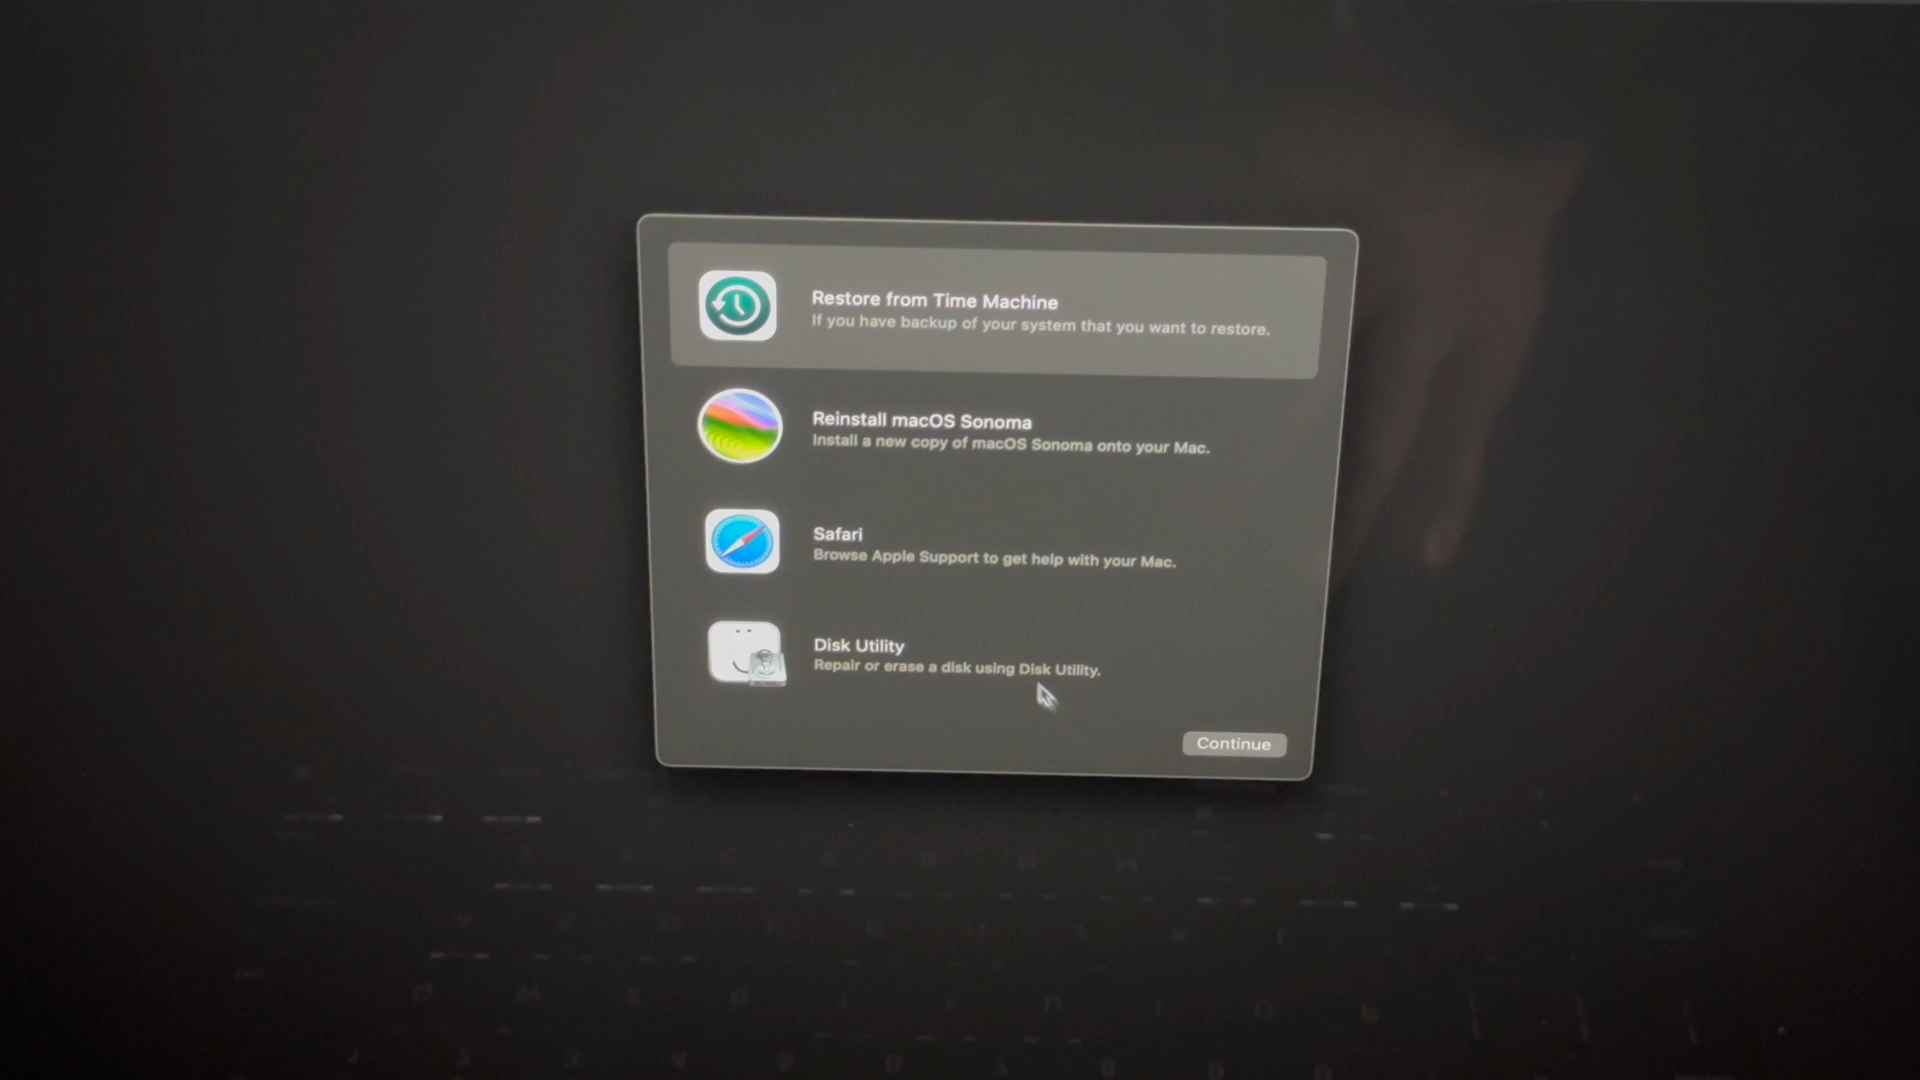 Restore from Time Machine
If you have backup of your system that you want to restore.
Reinstall macOS Sonoma
Install a new copy of macOS Sonoma onto your Mac.
Safari
Browse Apple Support to get help with your Mac.
Disk Utility
Repair or erase a disk using Disk Utility.
Continue